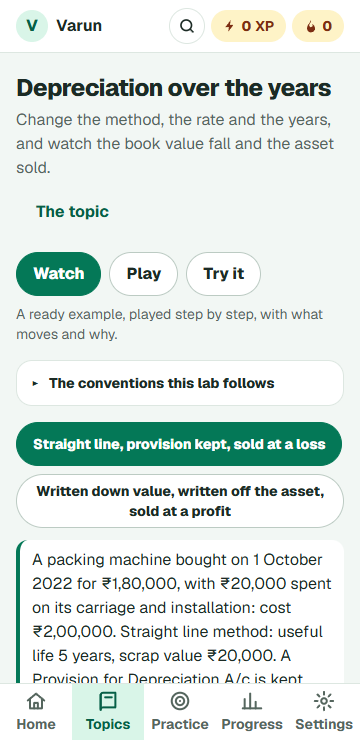 V Varun 0 XP 0
Depreciation over the years
Change the method, the rate and the years,
and watch the book value fall and the asset
sold.
The topic
Watch Play Try it
A ready example, played step by step, with what
moves and why.
The conventions this lab follows
Straight line, provision kept, sold at a loss
Written down value, written off the asset,
sold at a profit
A packing machine bought on 1 October
2022 for ₹1,80,000, with ₹20,000 spent
on its carriage and installation: cost
₹2,00,000. Straight line method: useful
life 5 years, scrap value ₹20,000. A
Provision for Depreciation A/c is kept
Home Topics Practice Progress Settings